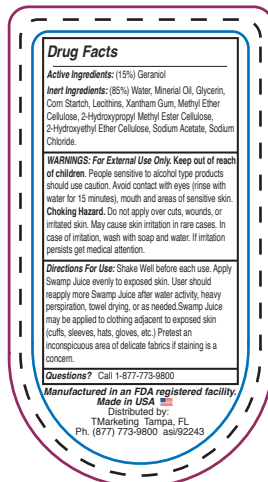 Drug Facts
Active Ingredients: (15%) Geraniol
Inert Ingredients: (85%) Water, Minerial Oil, Glycerin,
Corn Startch, Lecithins, Xantham Gum, Methyl Ether
Cellulose, 2-Hydroxypropyl Methyl Ester Cellulose,
2-Hydroxyethyl Ether Cellulose, Sodium Acetate, Sodium
Chloride.
WARNINGS: For External Use Only. Keep out of reach
of children. People sensitive to alcohol type products
should use caution. Avoid contact with eyes (rinse with
water for 15 minutes), mouth and areas of sensitive skin.
Choking Hazard. Do not apply over cuts, wounds, or
irritated skin. May cause skin irritation in rare cases. In
case of irritation, wash with soap and water. If irritation
persists get medical attention.
Directions For Use: Shake Well before each use. Apply
Swamp Juice evenly to exposed skin. User should
reapply more Swamp Juice after water activity, heavy
perspiration, towel drying, or as needed.Swamp Juice
may be applied to clothing adjacent to exposed skin
(cuffs, sleeves, hats, gloves, etc.) Pretest an
inconspicuous area of delicate fabrics if staining is a
concern.
Questions? Call 1-877-773-9800
Manufactured in an FDA registered facility.
Made in USA
Distributed by:
TMarketing Tampa, FL
Ph. (877) 773-9800 asi/92243